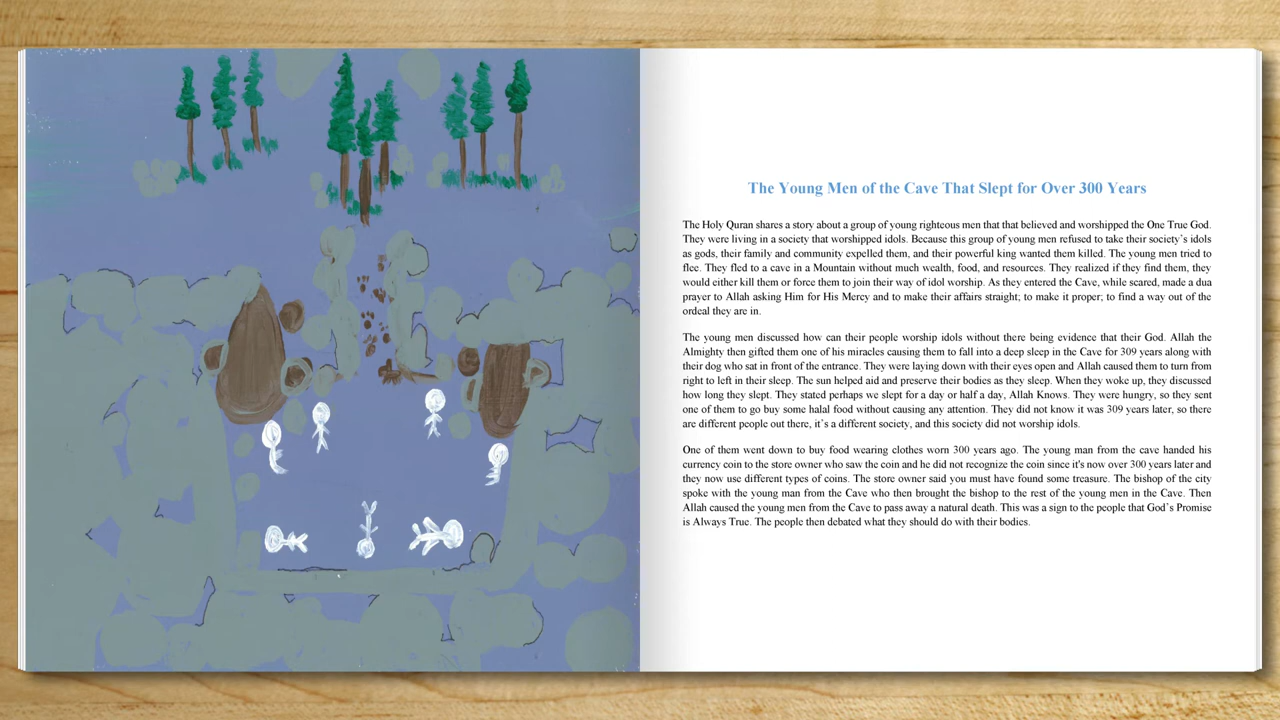 The Young Men of the Cave That Slept for Over 300 Years
The Holy Quran shares a story about a group of young righteous men that that believed and worshipped the One True God.
They were living in a society that worshipped idols. Because this group of young men refused to take their society's idols
as gods, their family and community expelled them, and their powerful king wanted them killed. The young men tried to
flee. They fled to a cave in a Mountain without much wealth, food, and resources. They realized if they find them, they
would either kill them or force them to join their way of idol worship. As they entered the Cave, while scared, made a dua
prayer to Allah asking Him for His Mercy and to make their affairs straight; to make it proper; to find a way out of the
ordeal they are in.
The young men discussed how can their people worship idols without there being evidence that their God. Allah the
Almighty then gifted them one of his miracles causing them to fall into a deep sleep in the Cave for 309 years along with
their dog who sat in front of the entrance. They were laying down with their eyes open and Allah caused them to turn from
right to left in their sleep. The sun helped aid and preserve their bodies as they sleep. When they woke up, they discussed
how long they slept. They stated perhaps we slept for a day or half a day, Allah Knows. They were hungry, so they sent
one of them to go buy some halal food without causing any attention. They did not know it was 309 years later, so there
are different people out there, it's a different society, and this society did not worship idols.
One of them went down to buy food wearing clothes worn 300 years ago. The young man from the cave handed his
currency coin to the store owner who saw the coin and he did not recognize the coin since it's now over 300 years later and
they now use different types of coins. The store owner said you must have found some treasure. The bishop of the city
spoke with the young man from the Cave who then brought the bishop to the rest of the young men in the Cave. Then
Allah caused the young men from the Cave to pass away a natural death. This was a sign to the people that God's Promise
is Always True. The people then debated what they should do with their bodies.